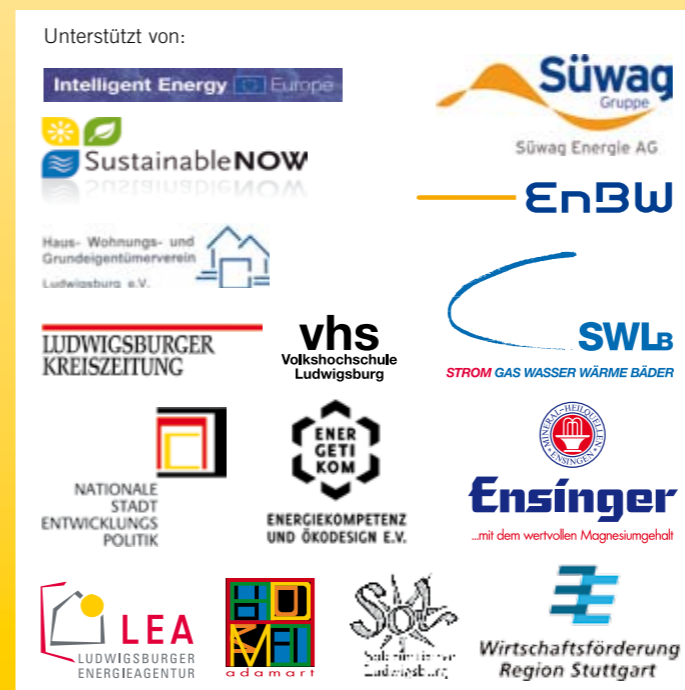 Unterstützt von:
Intelligent Energy Europe
Süwag
Gruppe
Süwag Energie AG
SustainableNOW
EnBW
Haus- Wohnungs- und
Grundeigentümerverein
Ludwigsburg e.V.
SWLB
STROM GAS WASSER WÄRME BÄDER
LUDWIGSBURGER
KREISZEITUNG
vhs
Volkshochschule
Ludwigsburg
NATIONALE
STADT
ENTWICKLUNGS
POLITIK
ENER
GETI
KOM
ENERGIEKOMPETENZ
UND ÖKODESIGN E.V.
MINERAL-HEILQUELLEN
ENSINGEN
Ensinger
...mit dem wertvollen Magnesiumgehalt
LEA
LUDWIGSBURGER
ENERGIEAGENTUR
adamart
Ludwigsburg
Wirtschaftsförderung
Region Stuttgart